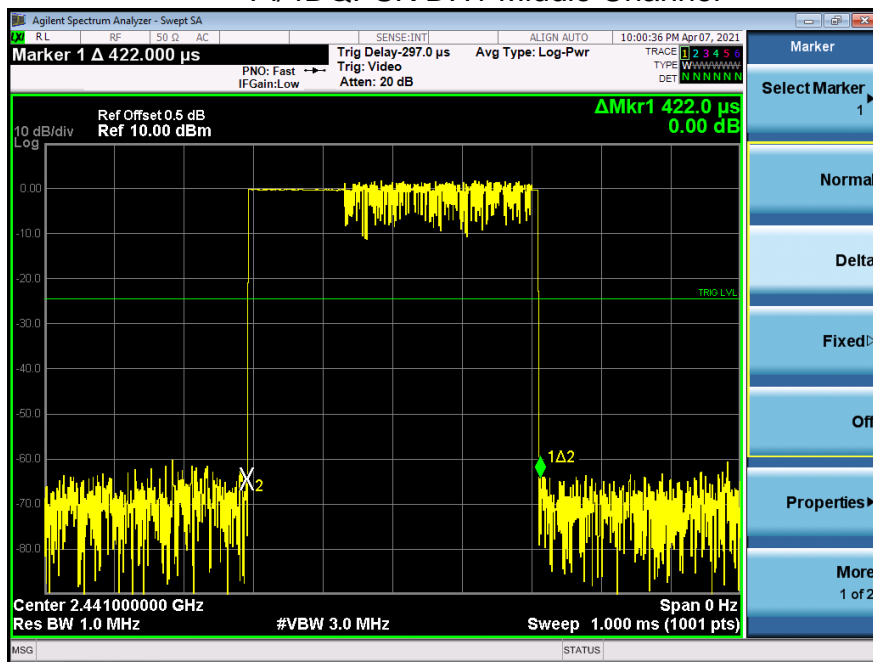 Agilent Spectrum Analyzer - Swept SA
LXI RL RF 50 Ω AC SENSE:INT ALIGN AUTO 10:00:36 PM Apr 07, 2021
Marker 1 Δ 422.000 µs
PNO: Fast
IFGain:Low
Trig Delay-297.0 µs
Trig: Video
Atten: 20 dB
Avg Type: Log-Pwr
TRACE 1 2 3 4 5 6
TYPE WWWWWW
DET N N N N N N
Ref Offset 0.5 dB
10 dB/div Ref 10.00 dBm
Log
ΔMkr1 422.0 µs
0.00 dB
0.00
-10.0
-20.0
TRIG LVL
-30.0
-40.0
-50.0
-60.0
1Δ2
X2
-70.0
-80.0
Center 2.441000000 GHz Span 0 Hz
Res BW 1.0 MHz #VBW 3.0 MHz Sweep 1.000 ms (1001 pts)
MSG STATUS
Marker
Select Marker
1
Normal
Delta
Fixed
Off
Properties
More
1 of 2